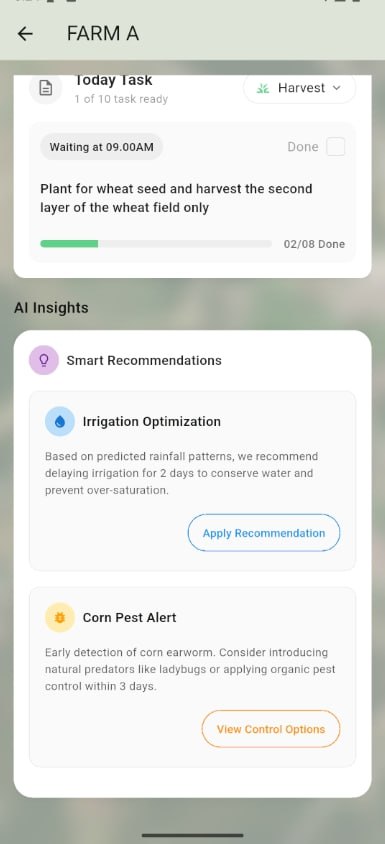 FARM A
Today Task
1 of 10 task ready
Harvest
Waiting at 09.00AM
Done
Plant for wheat seed and harvest the second
layer of the wheat field only
02/08 Done
AI Insights
Smart Recommendations
Irrigation Optimization
Based on predicted rainfall patterns, we recommend
delaying irrigation for 2 days to conserve water and
prevent over-saturation.
Apply Recommendation
Corn Pest Alert
Early detection of corn earworm. Consider introducing
natural predators like ladybugs or applying organic pest
control within 3 days.
View Control Options